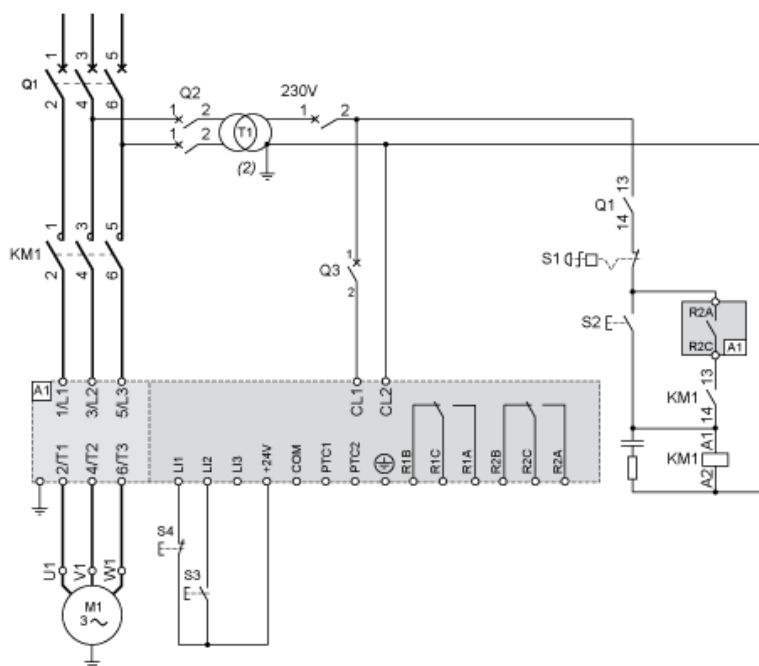 1 3 5
Q1
2 4 6
Q2
1 2
1 2
T1
(2)
230V
1 2
13
Q1
14
1 3 5
KM1
2 4 6
1
Q3
2
S1
S2
R2A
R2C
A1
13
KM1
14
A1
KM1
A2
A1
1/L1 3/L2 5/L3
CL1 CL2
2/T1 4/T2 6/T3
LI1 LI2 LI3 +24V COM PTC1 PTC2 R1B R1C R1A R2B R2C R2A
S4
S3
U1 V1 W1
M1
3